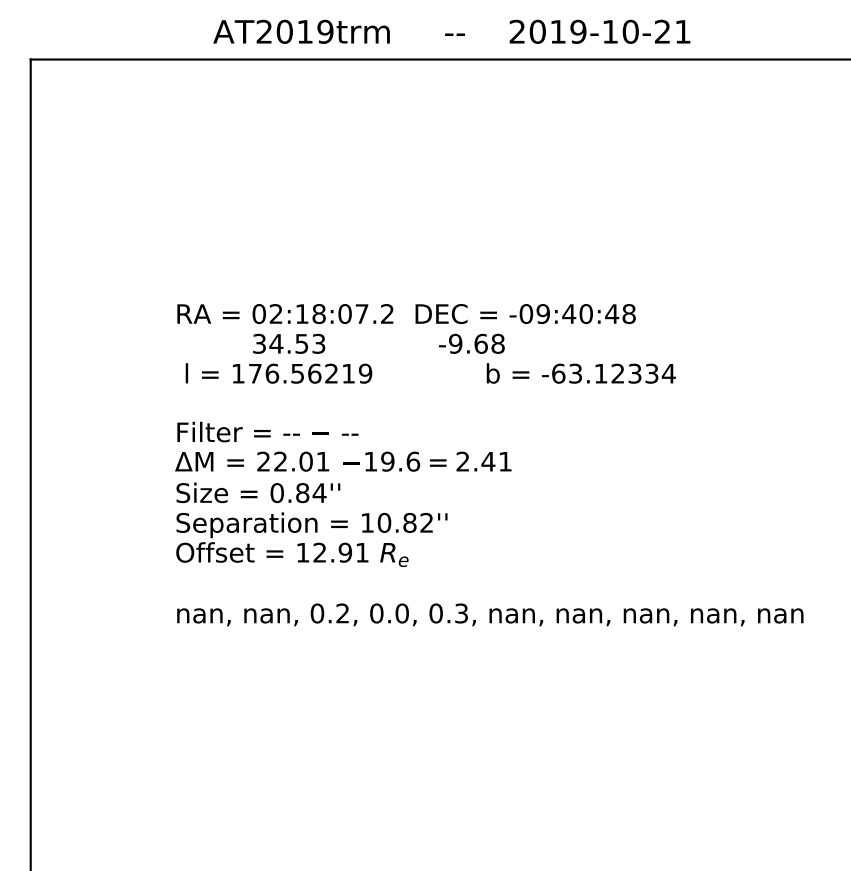 AT2019trm -- 2019-10-21
RA = 02:18:07.2 DEC = -09:40:48
34.53 -9.68
l = 176.56219 b = -63.12334
Filter = -- − --
ΔM = 22.01 −19.6 = 2.41
Size = 0.84''
Separation = 10.82''
Offset = 12.91 Re
nan, nan, 0.2, 0.0, 0.3, nan, nan, nan, nan, nan